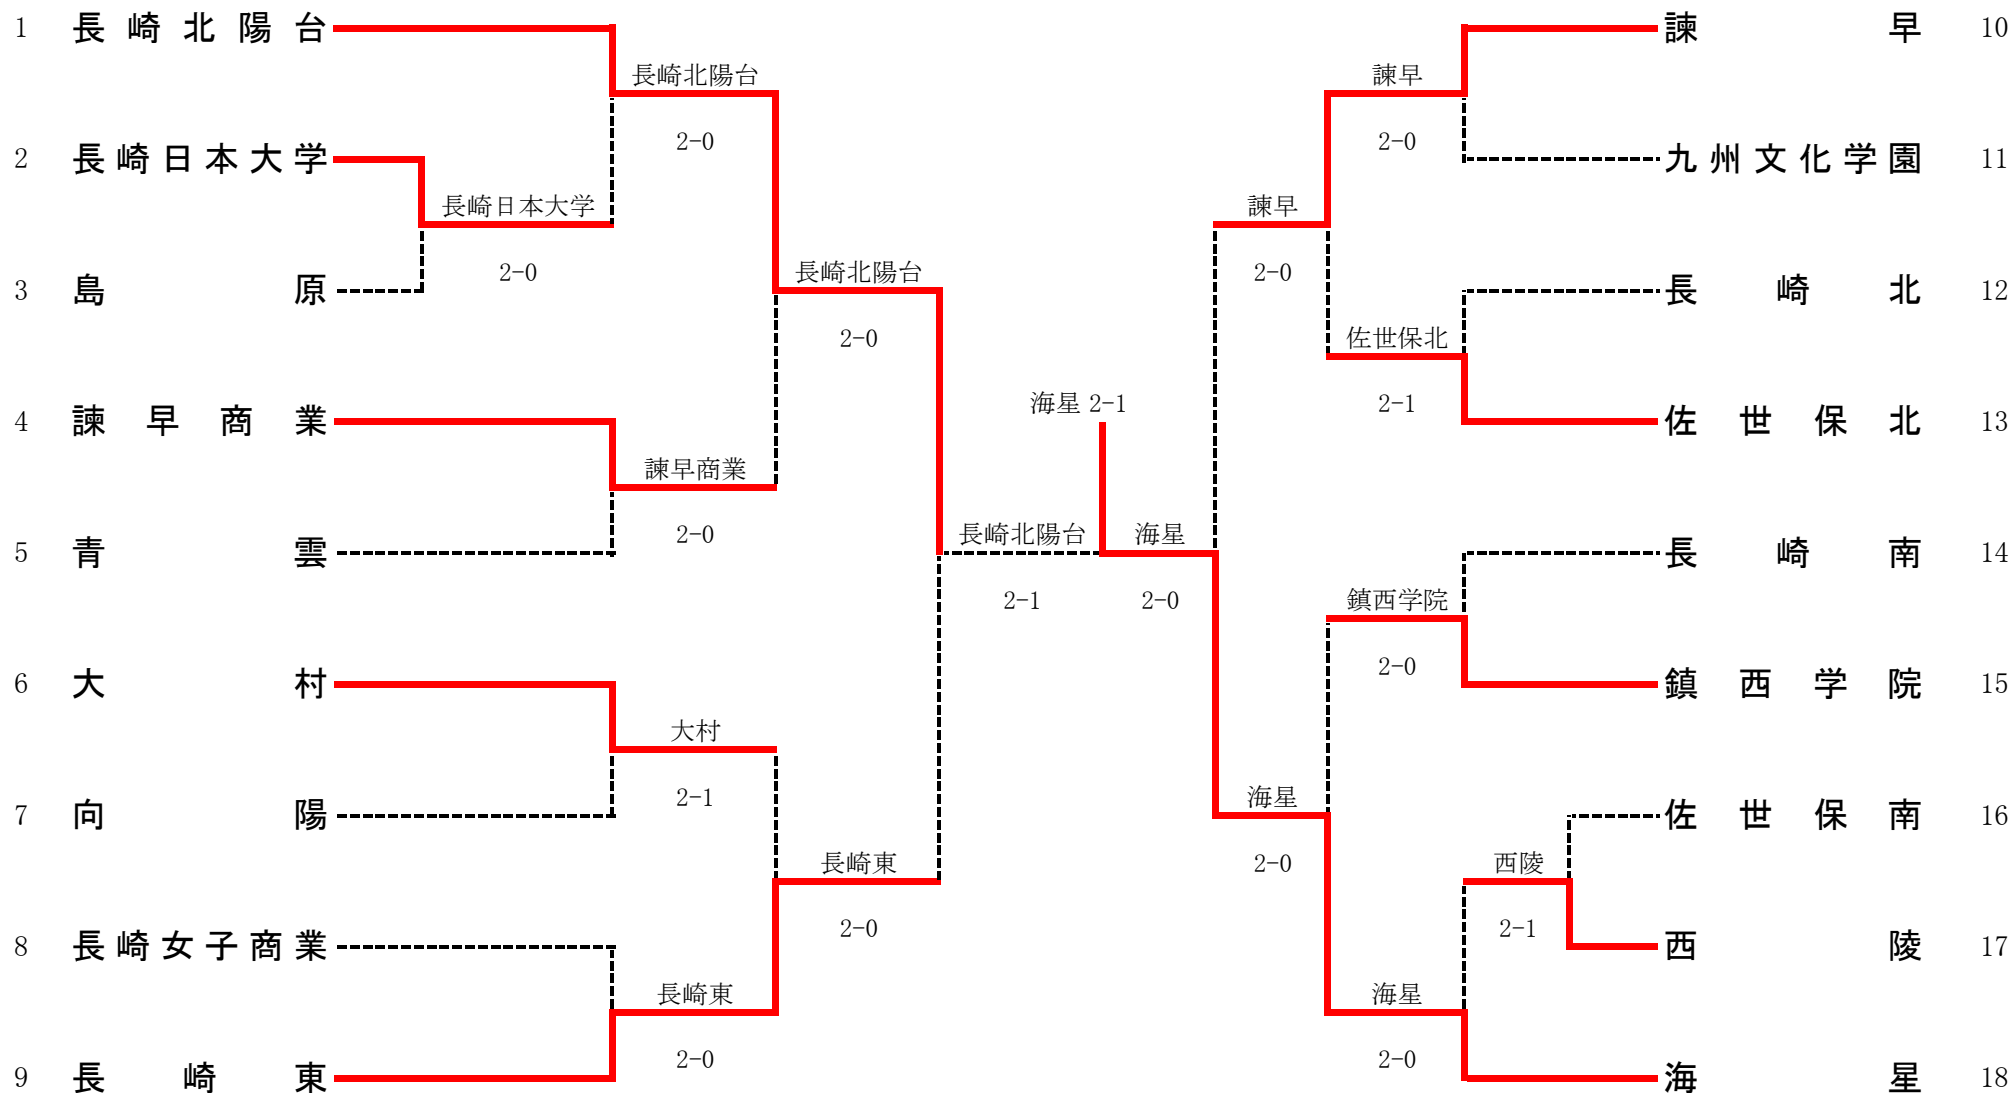 1 長崎北陽台
諫早 10
長崎北陽台
諫早
2-0
2-0
2 長崎日本大学
九州文化学園 11
長崎日本大学
諫早
2-0
長崎北陽台
2-0
3 島原
長崎北 12
2-0
佐世保北
海星 2-1
2-1
4 諫早商業
佐世保北 13
諫早商業
2-0
長崎北陽台
海星
5 青雲
長崎南 14
2-1
2-0
鎮西学院
2-0
6 大村
鎮西学院 15
大村
2-1
海星
7 向陽
佐世保南 16
長崎東
2-0
西陵
2-0
2-1
8 長崎女子商業
西陵 17
長崎東
海星
2-0
2-0
9 長崎東
海星 18